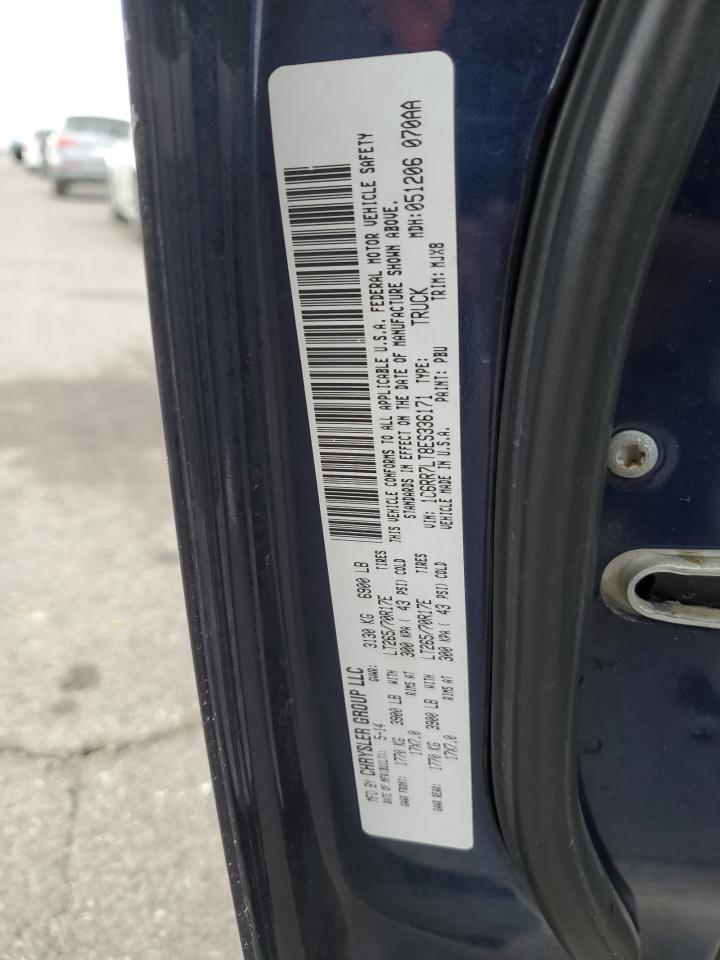 MFD BY CHRYSLER GROUP LLC
DATE OF MFR(BUILT): 5-14 GVWR: 3130 KG 6900 LB
GAWR FRONT: 1770 KG 3900 LB WITH LT265/70R17E TIRES
17X7.0 RIMS AT 300 KPA ( 43 PSI) COLD
GAWR REAR: 1770 KG 3900 LB WITH LT265/70R17E TIRES
17X7.0 RIMS AT 300 KPA ( 43 PSI) COLD
THIS VEHICLE CONFORMS TO ALL APPLICABLE U.S.A. FEDERAL MOTOR VEHICLE SAFETY
STANDARDS IN EFFECT ON THE DATE OF MANUFACTURE SHOWN ABOVE.
VIN: 1C6RR7LT8ES336171 TYPE: TRUCK MDH:051206 070AA
VEHICLE MADE IN U.S.A. PAINT: PBU TRIM: MJX8